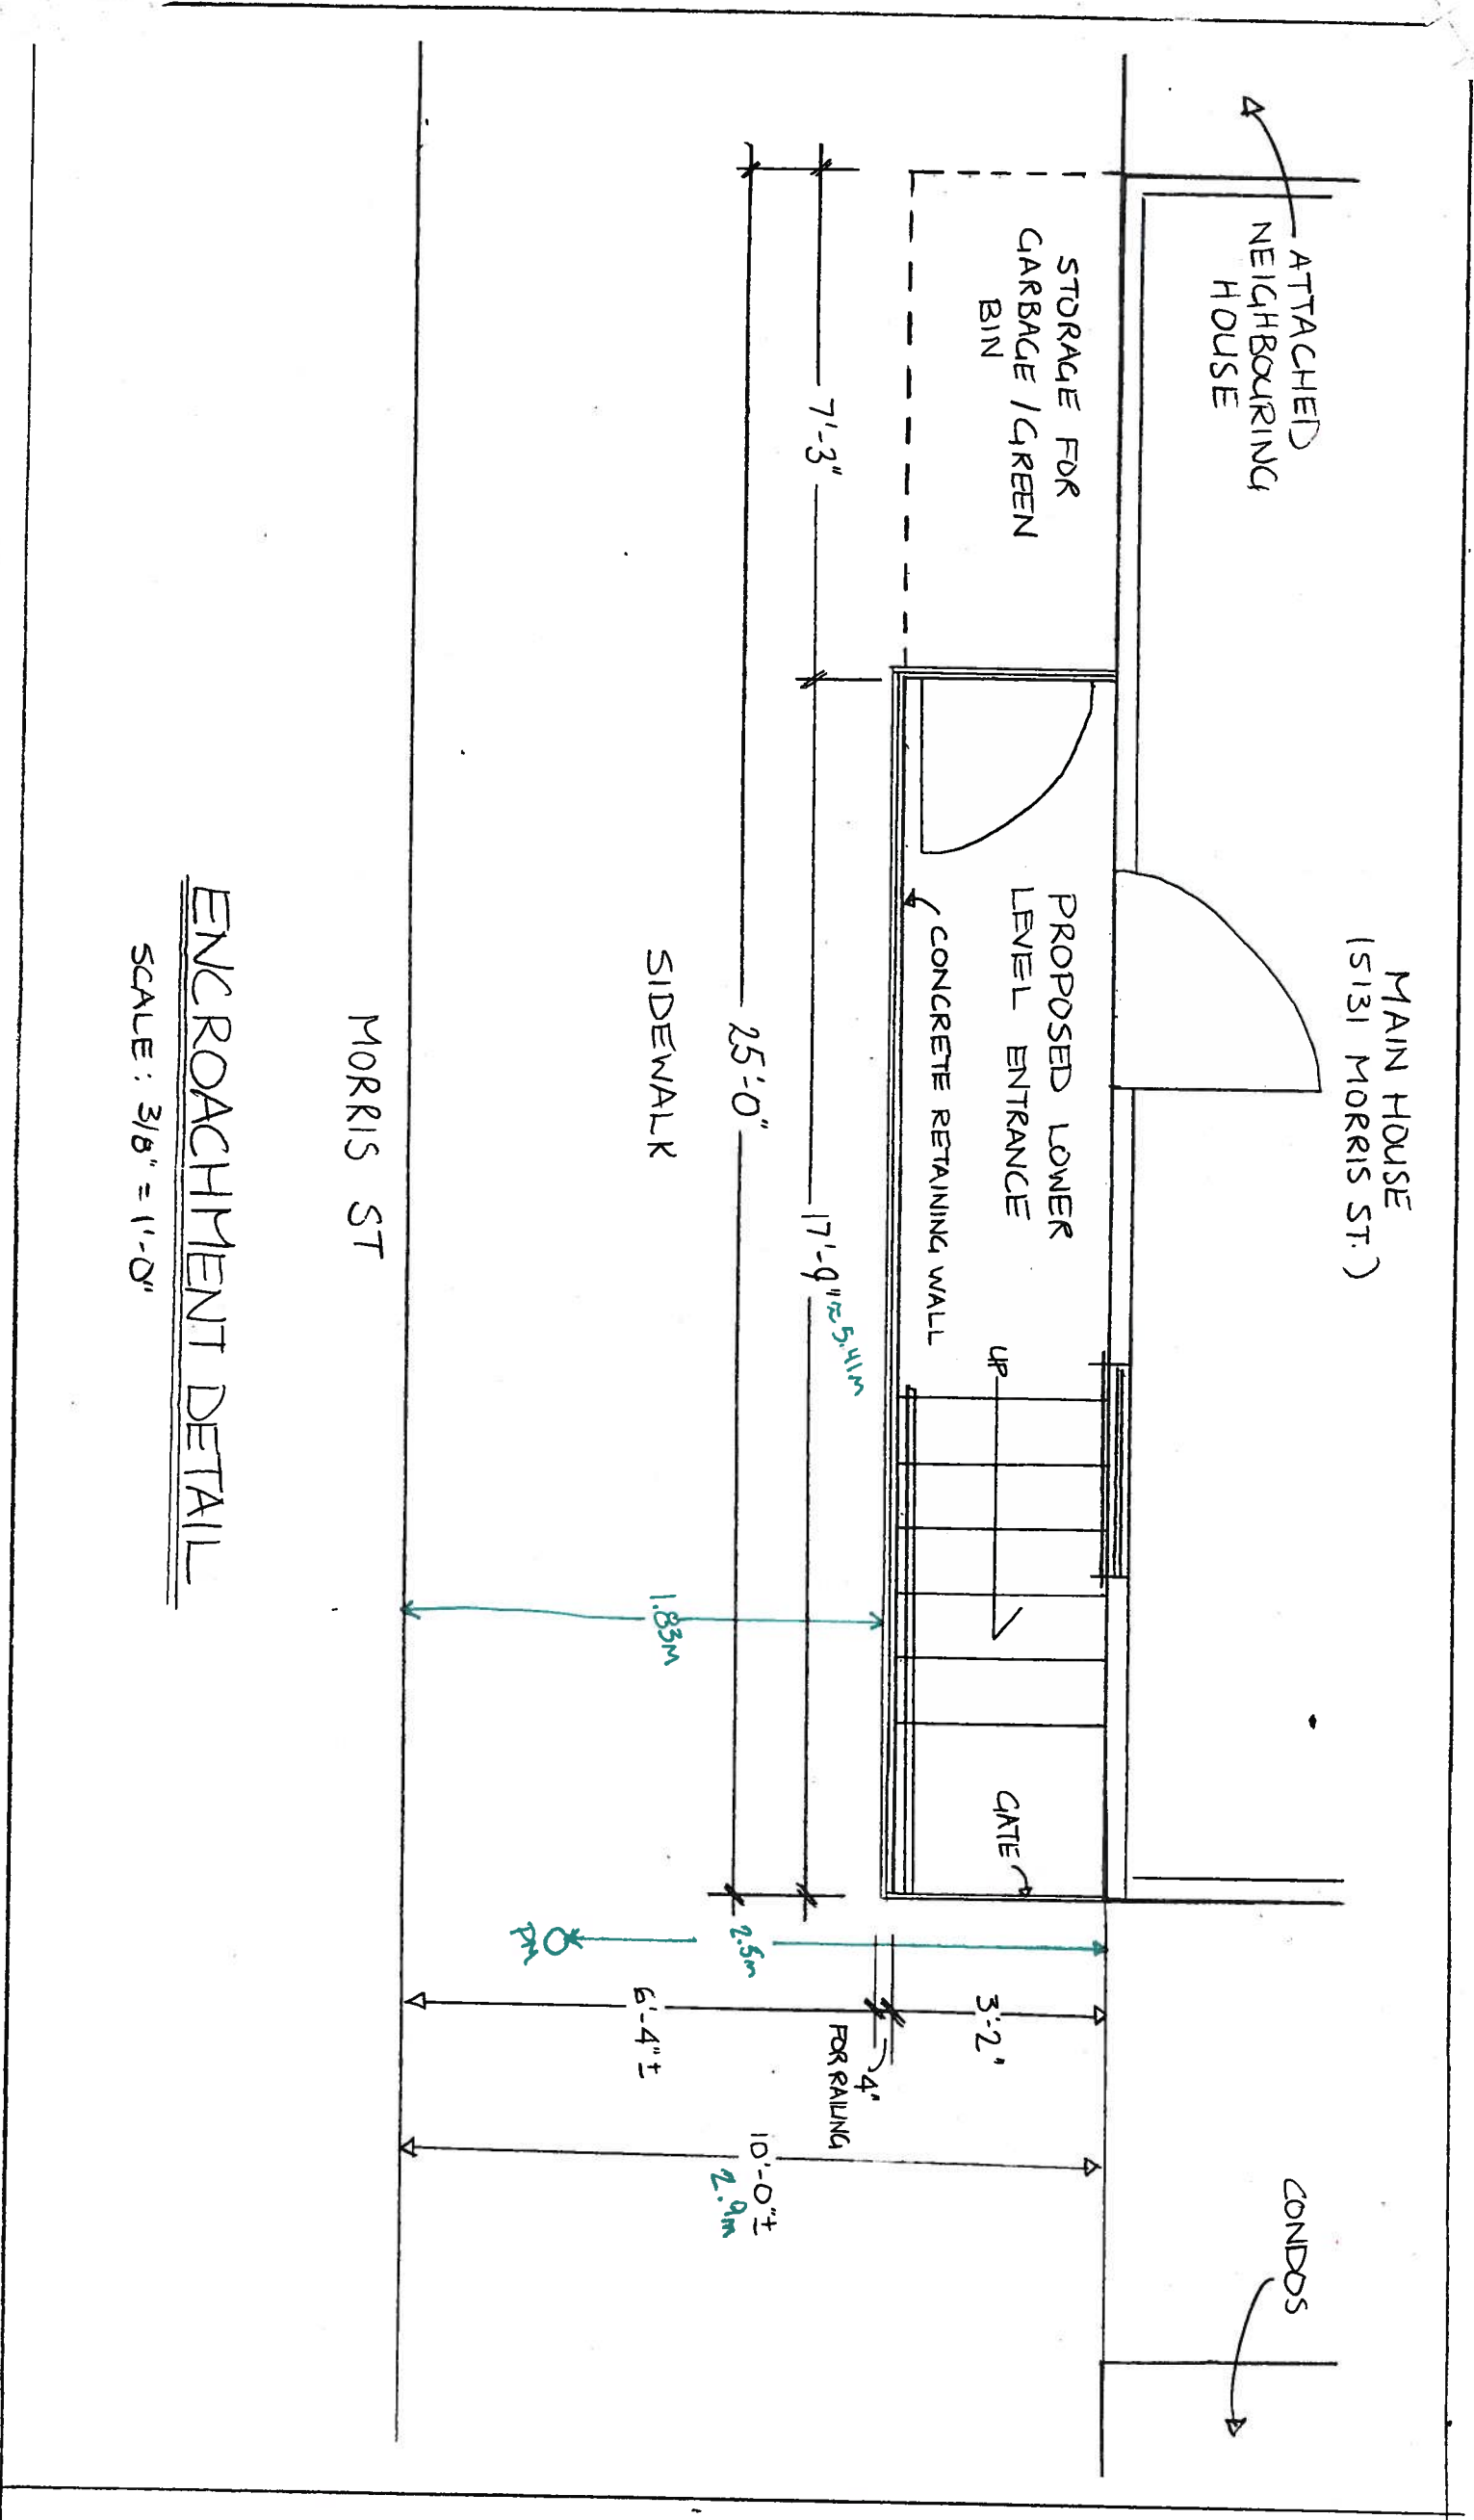 MAIN HOUSE
(5131 MORRIS ST.)
ATTACHED
NEIGHBOURING
HOUSE
CONDOS
STORAGE FOR
GARBAGE / GREEN
BIN
PROPOSED LOWER
LEVEL ENTRANCE
CONCRETE RETAINING WALL
UP
GATE
3'-2"
4"
FOR RAILING
7'-3"
17'-9" ≈ 5.41M
25'-0"
2.5m
10'-0"±
2.9m
SIDEWALK
1.83M
6'-4"±
PM
MORRIS ST
ENCROACHMENT DETAIL
SCALE: 3/8" = 1'-0"